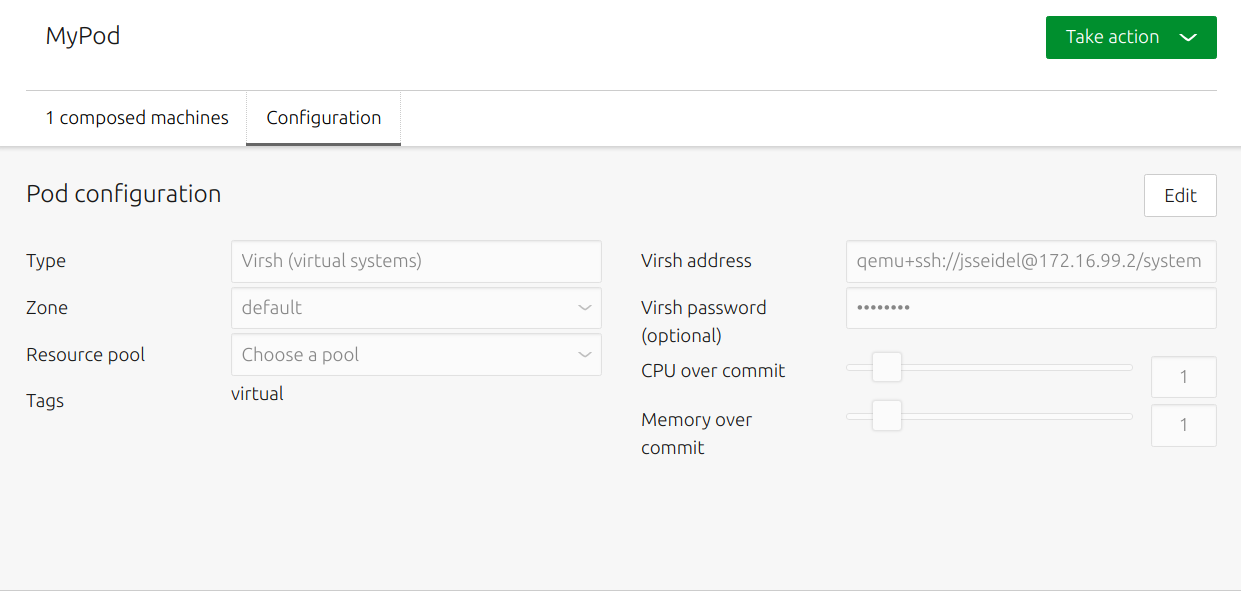 MyPod
Take action
1 composed machines
Configuration
Pod configuration
Edit
Type
Virsh (virtual systems)
Zone
default
Resource pool
Choose a pool
Tags
virtual
Virsh address
qemu+ssh://jsseidel@172.16.99.2/system
Virsh password
(optional)
••••••••
CPU over commit
1
Memory over
commit
1